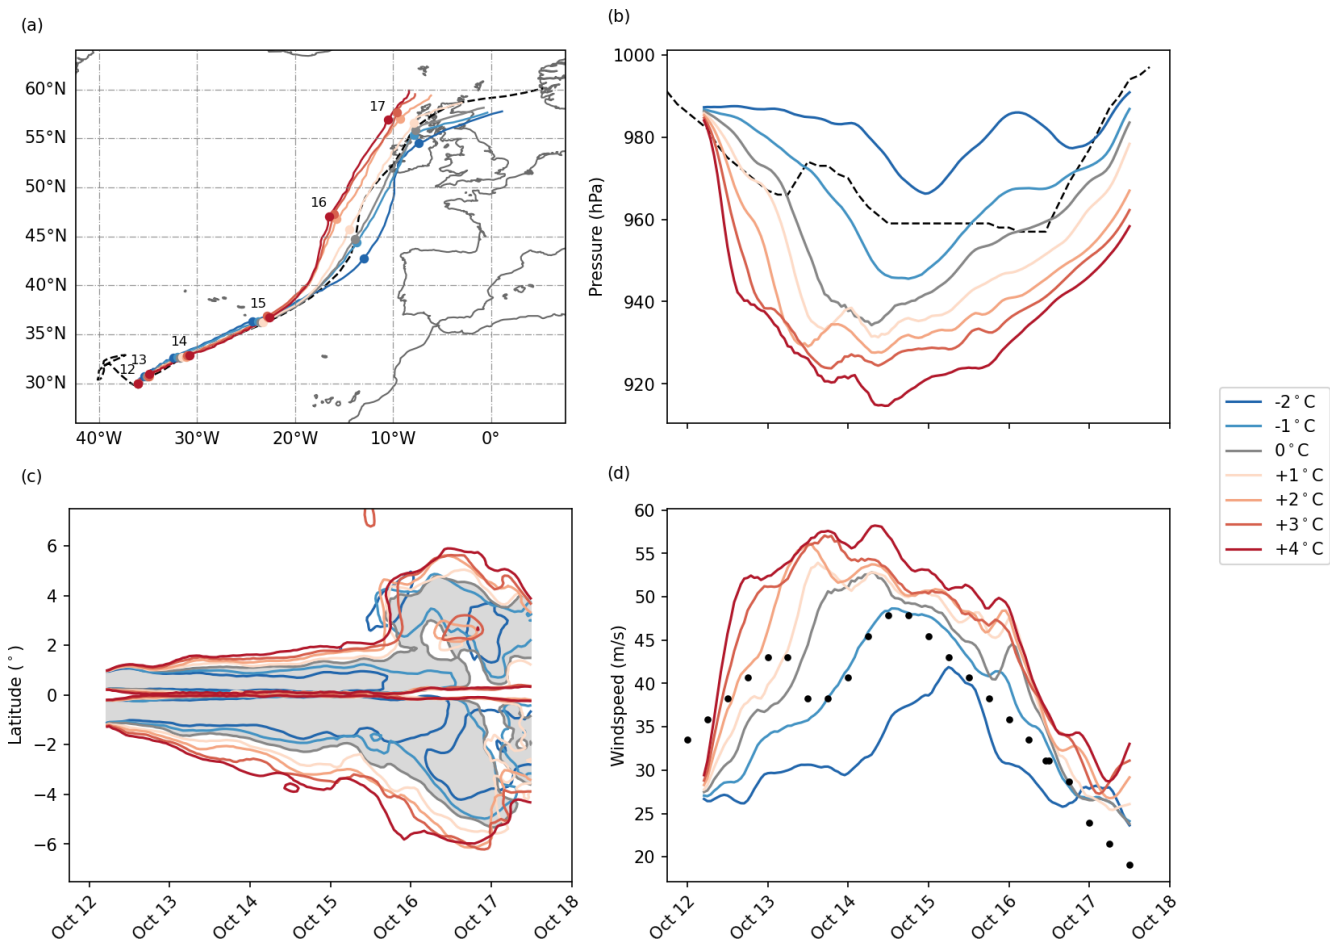 (a)
60°N
55°N
50°N
45°N
40°N
35°N
30°N
17
16
15
14
13
12
40°W
30°W
20°W
10°W
0°
(b)
1000
980
960
940
920
Pressure (hPa)
-2°C
-1°C
0°C
+1°C
+2°C
+3°C
+4°C
(c)
6
4
2
0
−2
−4
−6
Latitude (°)
Oct 12
Oct 13
Oct 14
Oct 15
Oct 16
Oct 17
Oct 18
(d)
60
55
50
45
40
35
30
25
20
Windspeed (m/s)
Oct 12
Oct 13
Oct 14
Oct 15
Oct 16
Oct 17
Oct 18